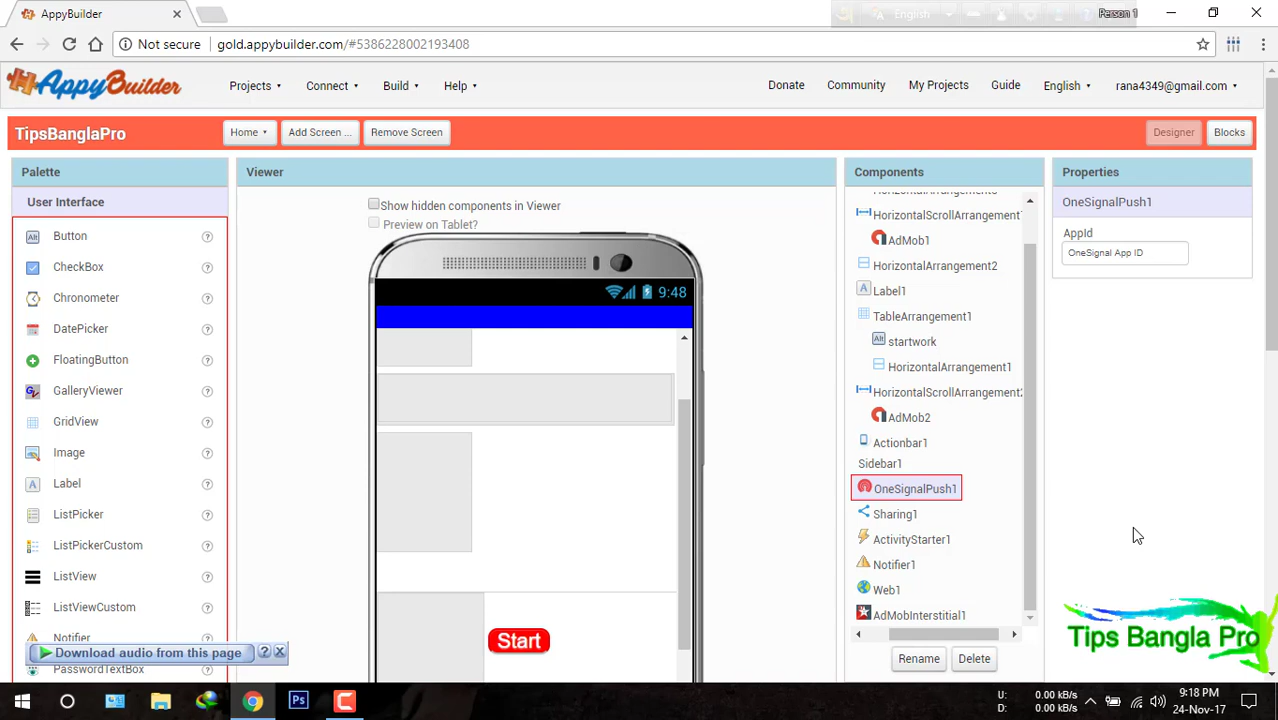 AppyBuilder
English
Person 1
Not secure
gold.appybuilder.com/#5386228002193408
AppyBuilder
Projects
Connect
Build
Help
Donate
Community
My Projects
Guide
English
rana4349@gmail.com
TipsBanglaPro
Home
Add Screen ...
Remove Screen
Designer
Blocks
Palette
Viewer
Components
Properties
User Interface
Button
CheckBox
Chronometer
DatePicker
FloatingButton
GalleryViewer
GridView
Image
Label
ListPicker
ListPickerCustom
ListView
ListViewCustom
Notifier
PasswordTextBox
Download audio from this page
Show hidden components in Viewer
Preview on Tablet?
9:48
Start
HorizontalScrollArrangement1
AdMob1
HorizontalArrangement2
Label1
TableArrangement1
startwork
HorizontalArrangement1
HorizontalScrollArrangement2
AdMob2
Actionbar1
Sidebar1
OneSignalPush1
Sharing1
ActivityStarter1
Notifier1
Web1
AdMobInterstitial1
Rename
Delete
OneSignalPush1
AppId
OneSignal App ID
Tips Bangla Pro
U: 0.00 kB/s
D: 0.00 kB/s
9:18 PM
24-Nov-17